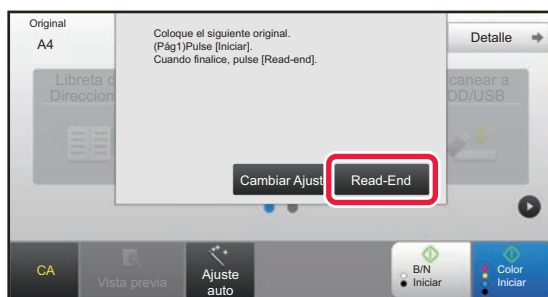 Original
A4
Coloque el siguiente original.
(Pág1)Pulse [Iniciar].
Cuando finalice, pulse [Read-end].
Detalle
Libreta d
Direccion
canear a
DD/USB
Cambiar Ajust
Read-End
CA
Vista previa
Ajuste
auto
B/N
Iniciar
Color
Iniciar